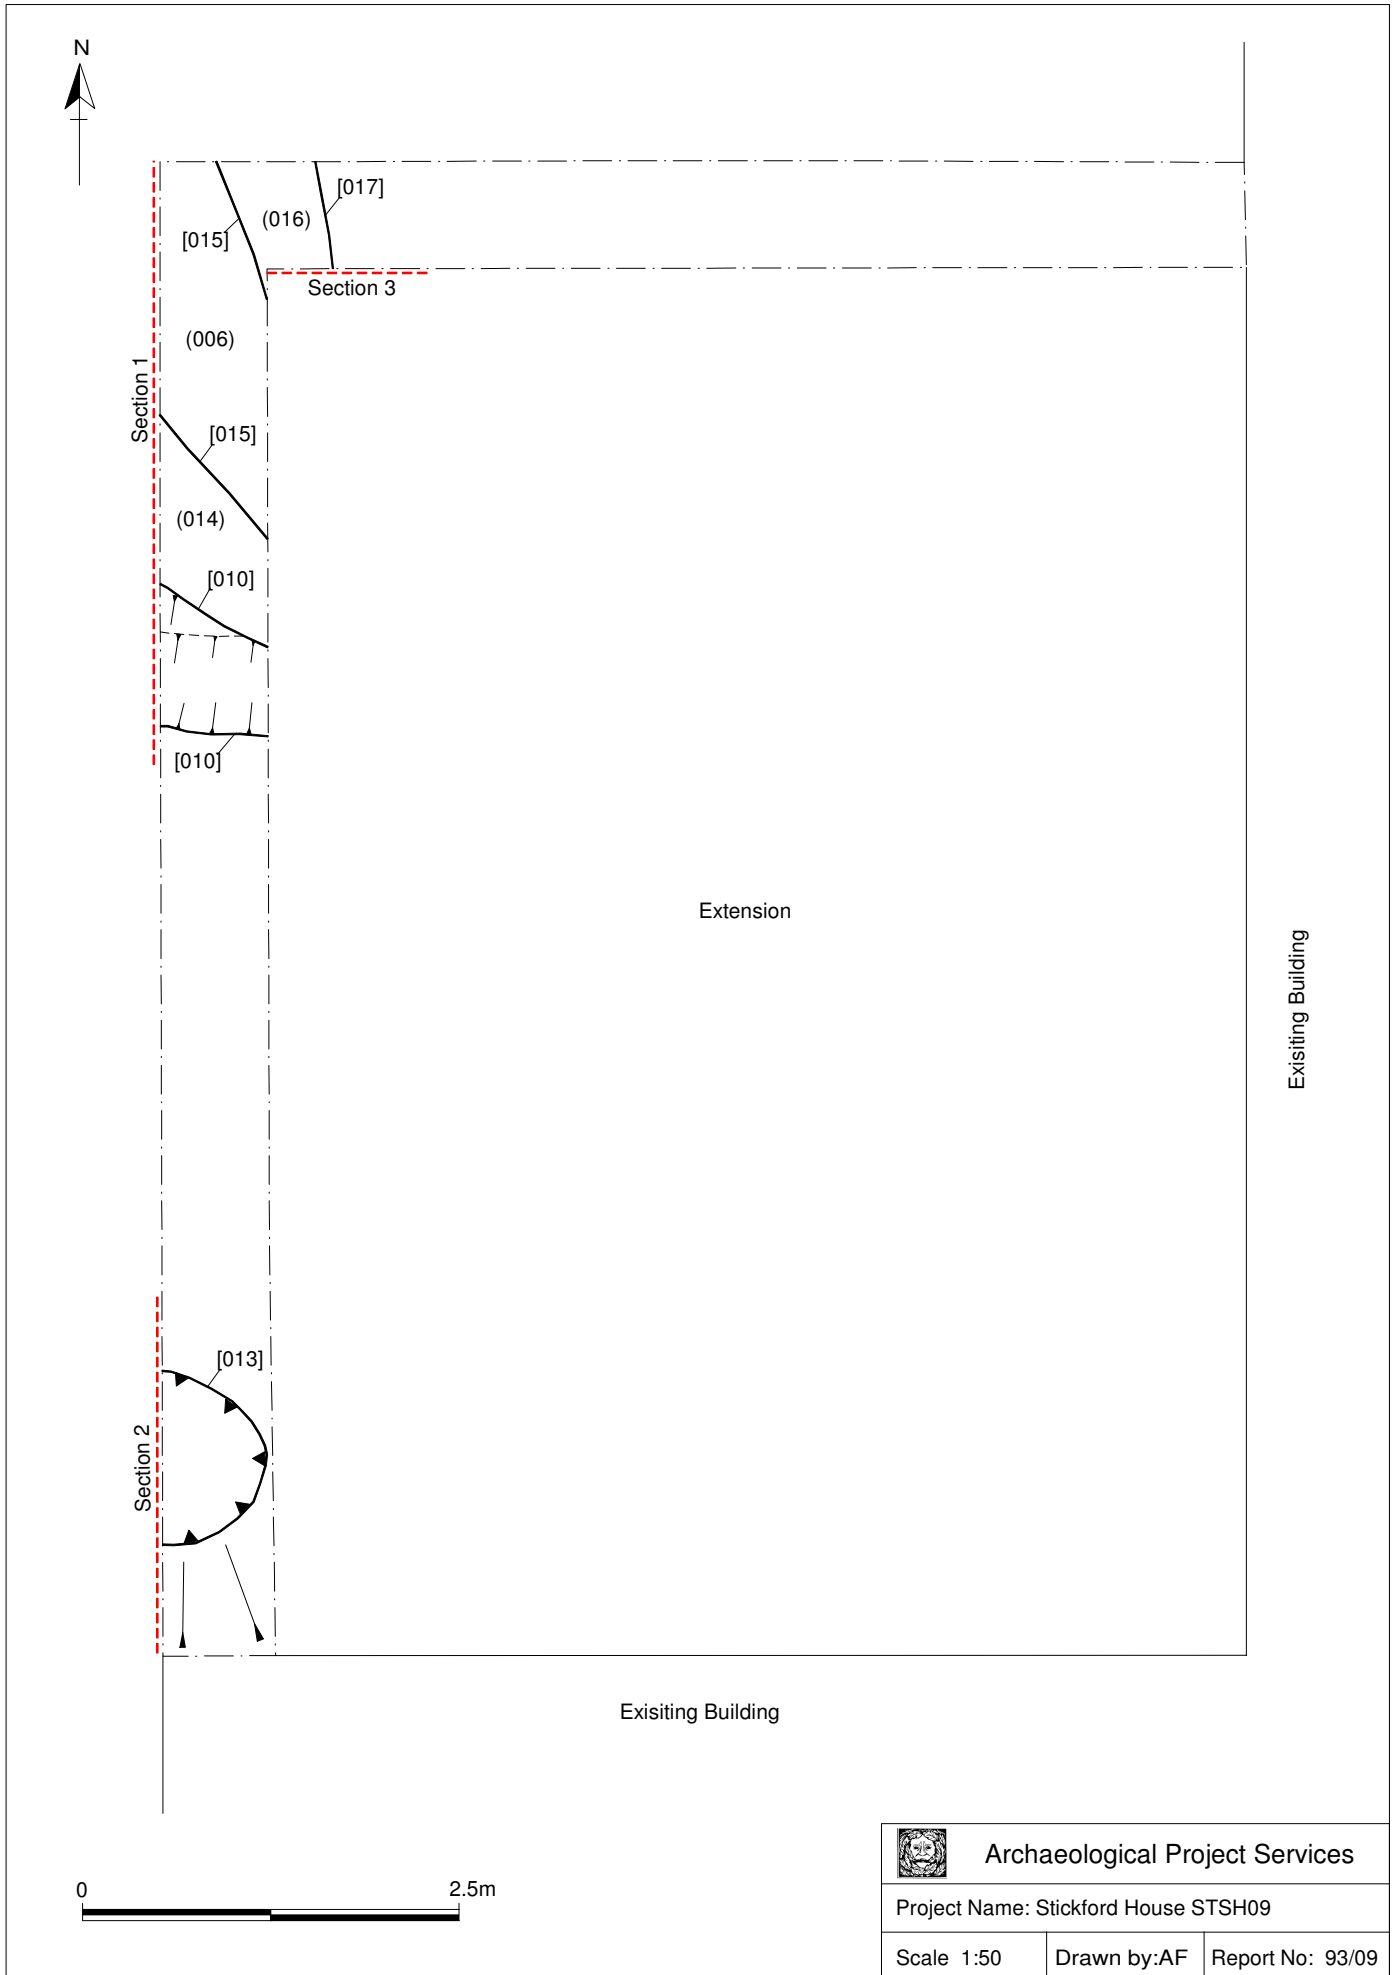 N
[017]
(016)
[015]
Section 3
(006)
Section 1
[015]
(014)
[010]
[010]
Extension
Exisiting Building
[013]
Section 2
Exisiting Building
0 2.5m
Archaeological Project Services
Project Name: Stickford House STSH09
Scale 1:50 Drawn by:AF Report No: 93/09